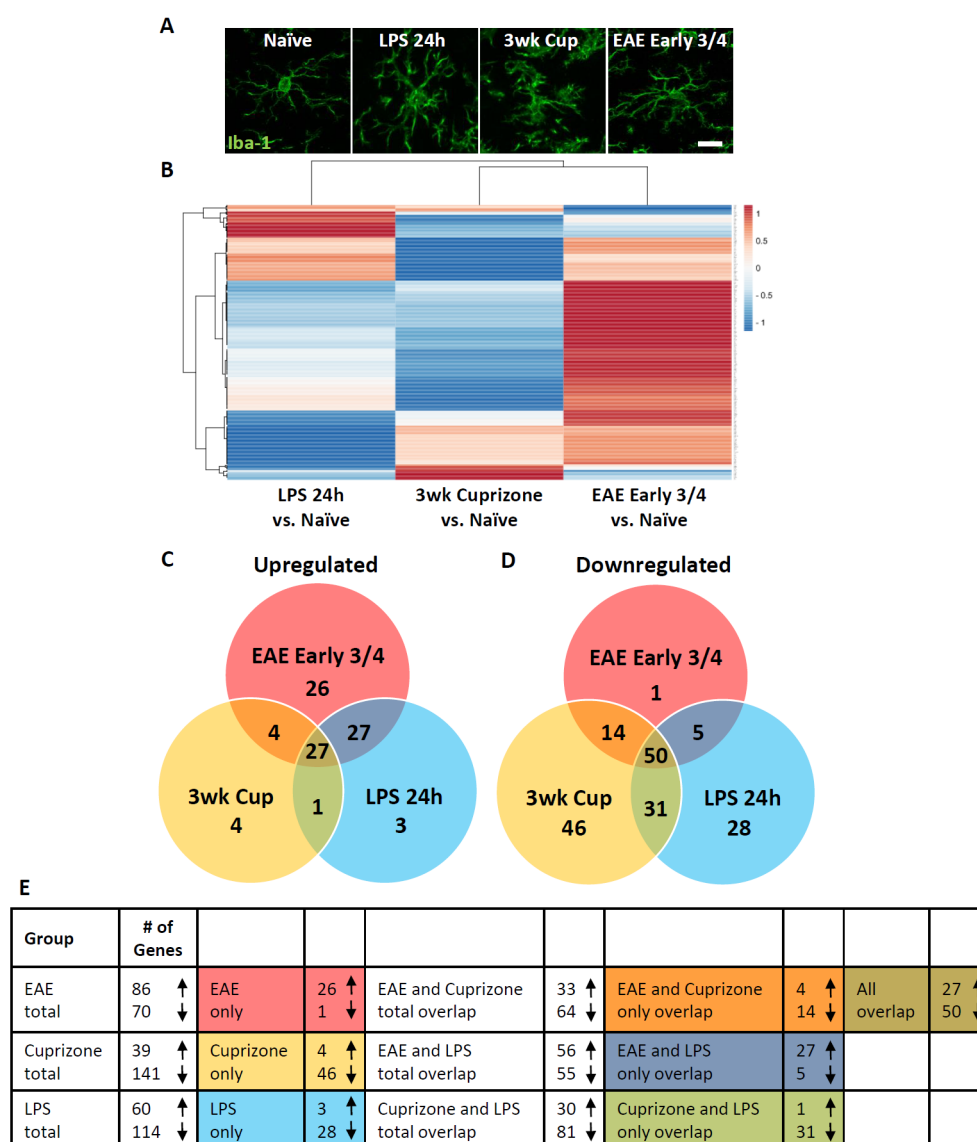 A
Naïve LPS 24h 3wk Cup EAE Early 3/4
Iba-1
B
1
0.5
0
- 0.5
- 1
LPS 24h 3wk Cuprizone EAE Early 3/4
vs. Naïve vs. Naïve vs. Naïve
C Upregulated
EAE Early 3/4
26
4 27
27
3wk Cup LPS 24h
4 1 3
D Downregulated
EAE Early 3/4
1
14 5
50
3wk Cup LPS 24h
46 31 28
E
Group # of
Genes
EAE 86 ↑ EAE 26 ↑ EAE and Cuprizone 33 ↑ EAE and Cuprizone 4 ↑ All 27 ↑
total 70 ↓ only 1 ↓ total overlap 64 ↓ only overlap 14 ↓ overlap 50 ↓
Cuprizone 39 ↑ Cuprizone 4 ↑ EAE and LPS 56 ↑ EAE and LPS 27 ↑
total 141 ↓ only 46 ↓ total overlap 55 ↓ only overlap 5 ↓
LPS 60 ↑ LPS 3 ↑ Cuprizone and LPS 30 ↑ Cuprizone and LPS 1 ↑
total 114 ↓ only 28 ↓ total overlap 81 ↓ only overlap 31 ↓